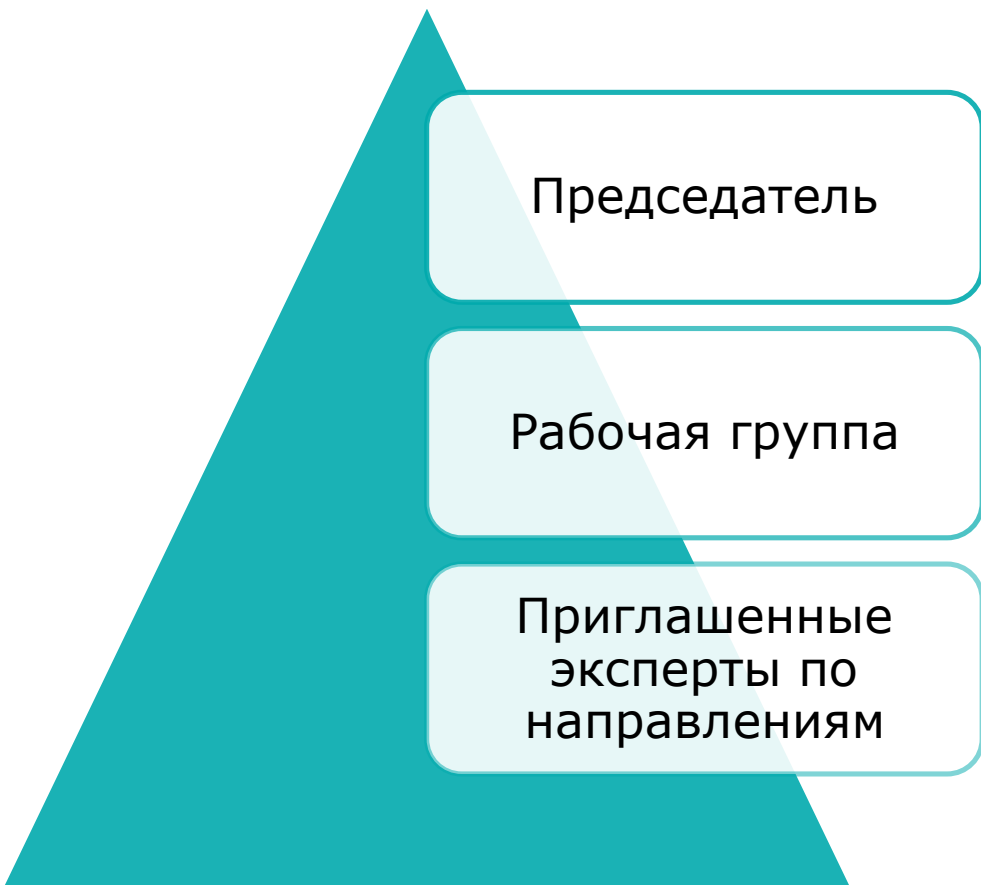 Председатель
Рабочая группа
Приглашенные
эксперты по
направлениям